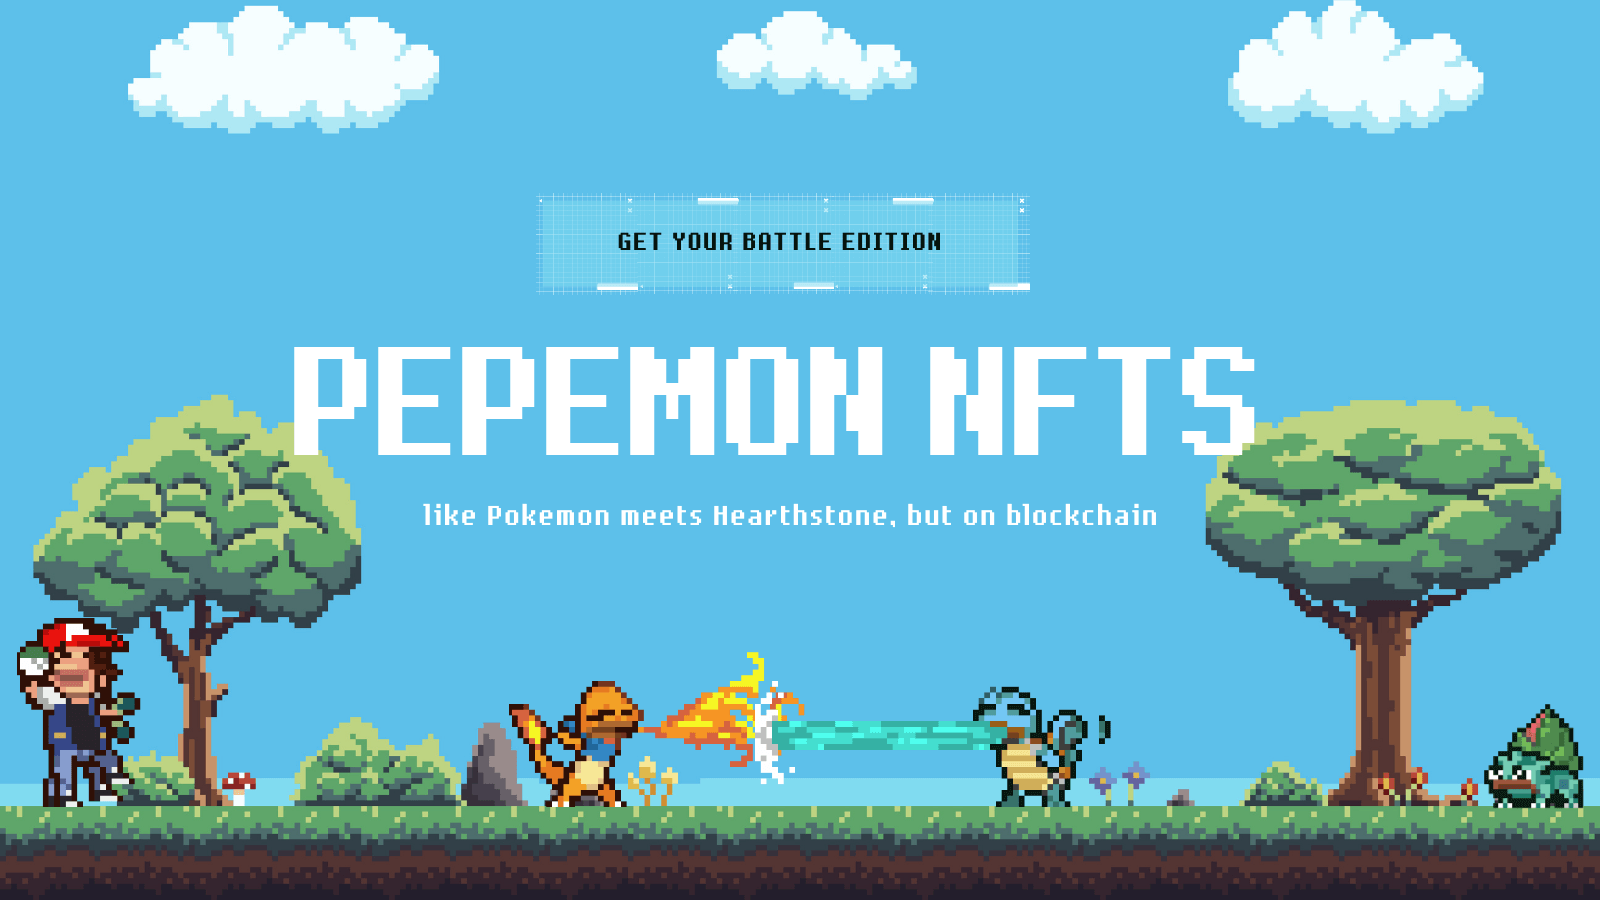 GET YOUR BATTLE EDITION
PEPEMON NFTS
like Pokemon meets Hearthstone, but on blockchain